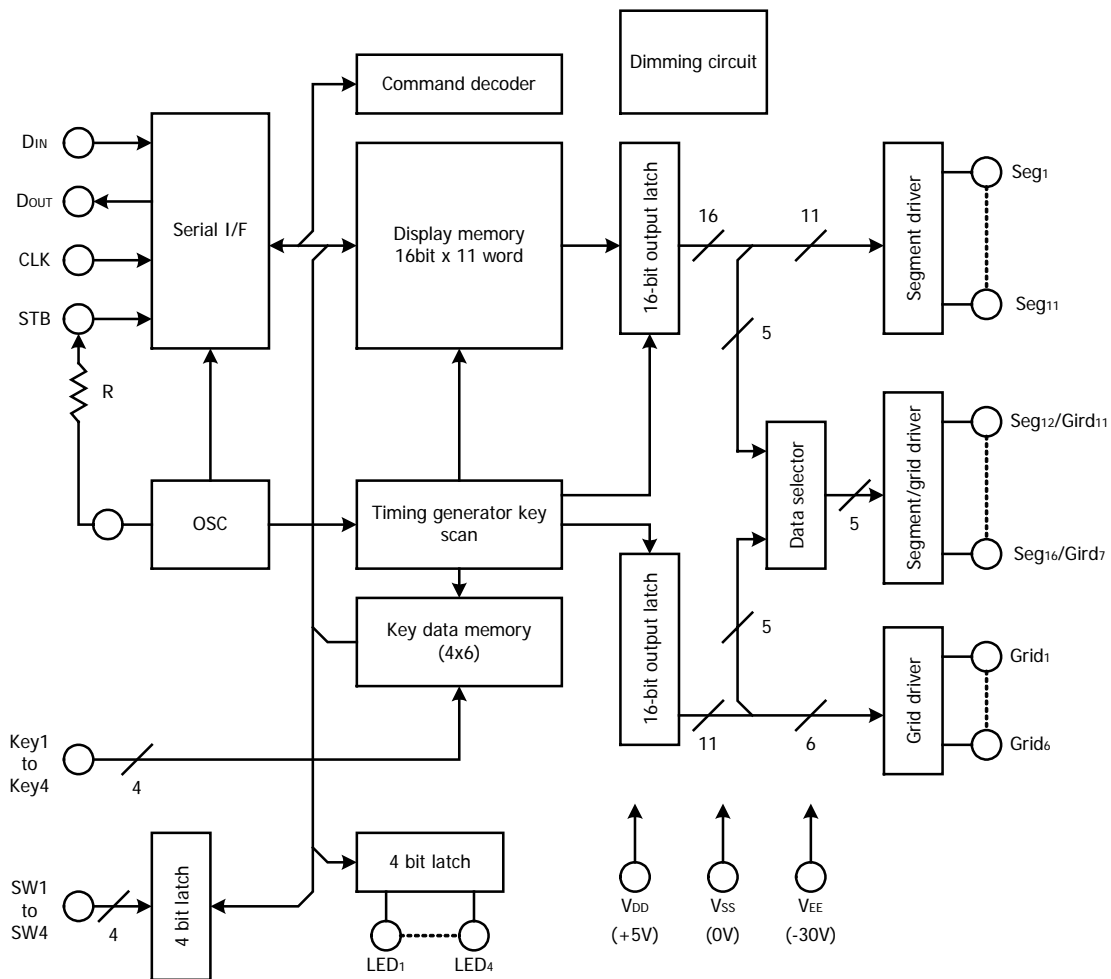 Command decoder
Dimming circuit
DIN
DOUT
CLK
STB
R
Serial I/F
Display memory
16bit x 11 word
16-bit output latch
16
11
5
Segment driver
Seg1
Seg11
OSC
Timing generator key
scan
Data selector
5
Segment/grid driver
Seg12/Gird11
Seg16/Gird7
Key data memory
(4x6)
16-bit output latch
5
11
6
Grid driver
Grid1
Grid6
Key1
to
Key4
4
SW1
to
SW4
4
4 bit latch
4 bit latch
LED1
LED4
VDD
(+5V)
VSS
(0V)
VEE
(-30V)